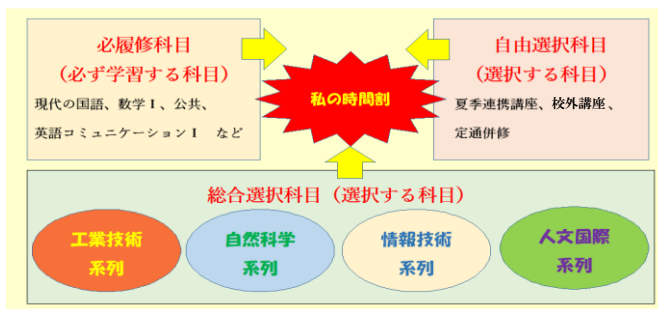 必履修科目
(必ず学習する科目)
現代の国語、数学Ⅰ、公共、
英語コミュニケーションⅠ など
私の時間割
自由選択科目
(選択する科目)
夏季連携講座、校外講座、
定通併修
総合選択科目(選択する科目)
工業技術
系列
自然科学
系列
情報技術
系列
人文国際
系列